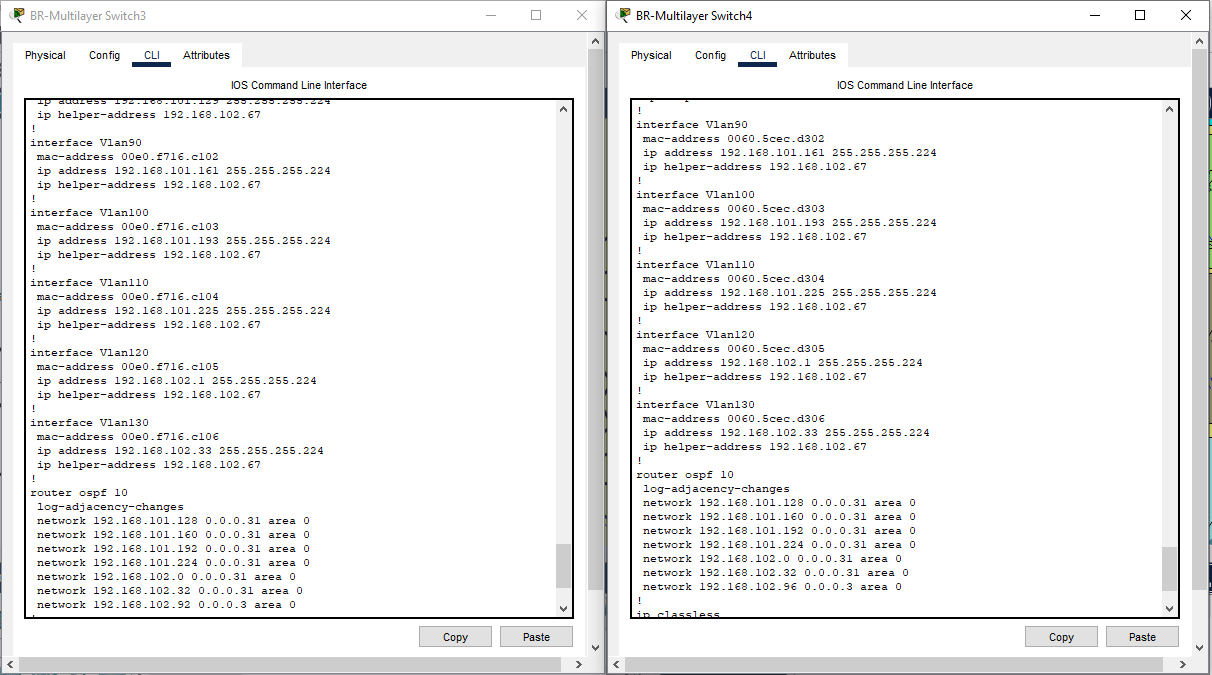 BR-Multilayer Switch3
Physical Config CLI Attributes
IOS Command Line Interface
ip address 192.168.101.129 255.255.255.224
ip helper-address 192.168.102.67
!
interface Vlan90
mac-address 00e0.f716.c102
ip address 192.168.101.161 255.255.255.224
ip helper-address 192.168.102.67
!
interface Vlan100
mac-address 00e0.f716.c103
ip address 192.168.101.193 255.255.255.224
ip helper-address 192.168.102.67
!
interface Vlan110
mac-address 00e0.f716.c104
ip address 192.168.101.225 255.255.255.224
ip helper-address 192.168.102.67
!
interface Vlan120
mac-address 00e0.f716.c105
ip address 192.168.102.1 255.255.255.224
ip helper-address 192.168.102.67
!
interface Vlan130
mac-address 00e0.f716.c106
ip address 192.168.102.33 255.255.255.224
ip helper-address 192.168.102.67
!
router ospf 10
log-adjacency-changes
network 192.168.101.128 0.0.0.31 area 0
network 192.168.101.160 0.0.0.31 area 0
network 192.168.101.192 0.0.0.31 area 0
network 192.168.101.224 0.0.0.31 area 0
network 192.168.102.0 0.0.0.31 area 0
network 192.168.102.32 0.0.0.31 area 0
network 192.168.102.92 0.0.0.3 area 0
Copy Paste
BR-Multilayer Switch4
Physical Config CLI Attributes
IOS Command Line Interface
!
interface Vlan90
mac-address 0060.5cec.d302
ip address 192.168.101.161 255.255.255.224
ip helper-address 192.168.102.67
!
interface Vlan100
mac-address 0060.5cec.d303
ip address 192.168.101.193 255.255.255.224
ip helper-address 192.168.102.67
!
interface Vlan110
mac-address 0060.5cec.d304
ip address 192.168.101.225 255.255.255.224
ip helper-address 192.168.102.67
!
interface Vlan120
mac-address 0060.5cec.d305
ip address 192.168.102.1 255.255.255.224
ip helper-address 192.168.102.67
!
interface Vlan130
mac-address 0060.5cec.d306
ip address 192.168.102.33 255.255.255.224
ip helper-address 192.168.102.67
!
router ospf 10
log-adjacency-changes
network 192.168.101.128 0.0.0.31 area 0
network 192.168.101.160 0.0.0.31 area 0
network 192.168.101.192 0.0.0.31 area 0
network 192.168.101.224 0.0.0.31 area 0
network 192.168.102.0 0.0.0.31 area 0
network 192.168.102.32 0.0.0.31 area 0
network 192.168.102.96 0.0.0.3 area 0
!
ip classless
Copy Paste